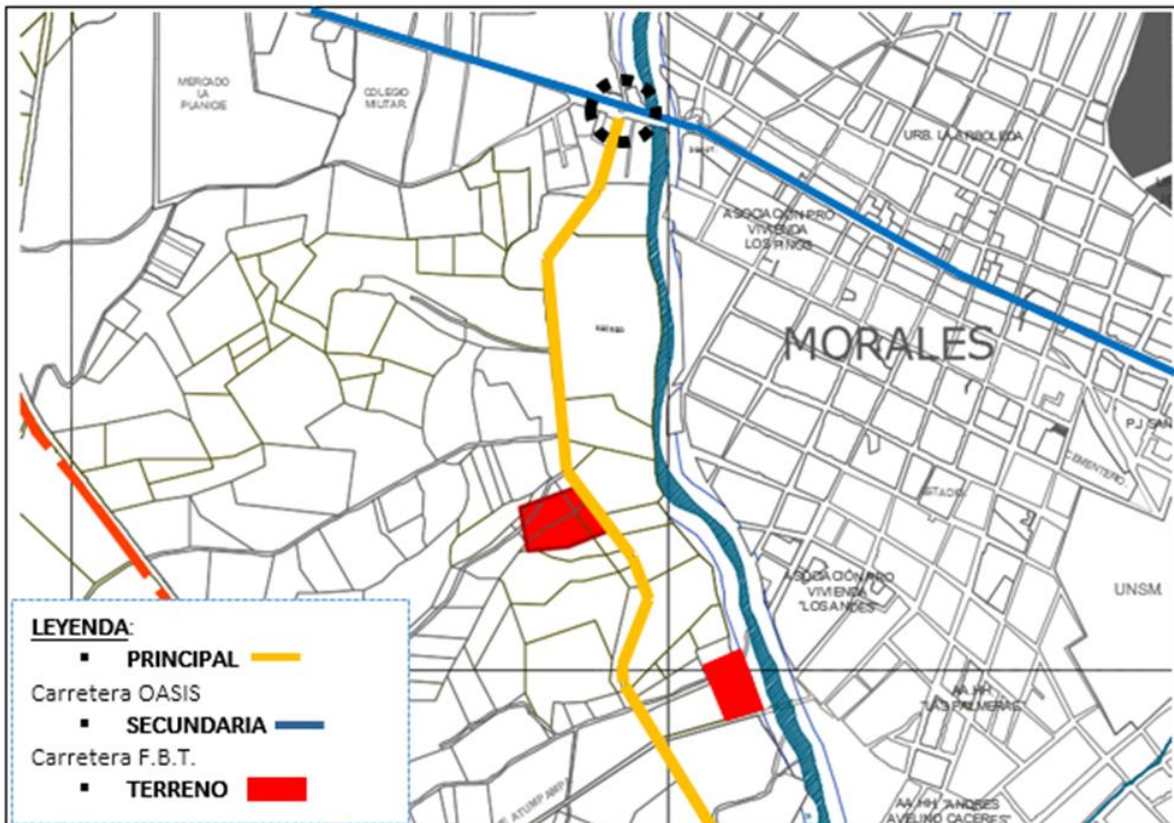 MERCADO
LA
PLANICIE
COLEGIO
MILITAR.
URB. LA ARBOLEDA
ASOCIACIÓN PRO
VIVIENDA
LOS PINOS
MORALES
P.J. SAN
CEMENTERIO.
ESTADIO
ASOCIACIÓN PRO
VIVIENDA
"LOS ANDES"
UNSM.
AA.HH.
"LAS PALMERAS"
AA.HH. "ANDRES
AVELINO CACERES"
LEYENDA:
▪ PRINCIPAL
Carretera OASIS
▪ SECUNDARIA
Carretera F.B.T.
▪ TERRENO